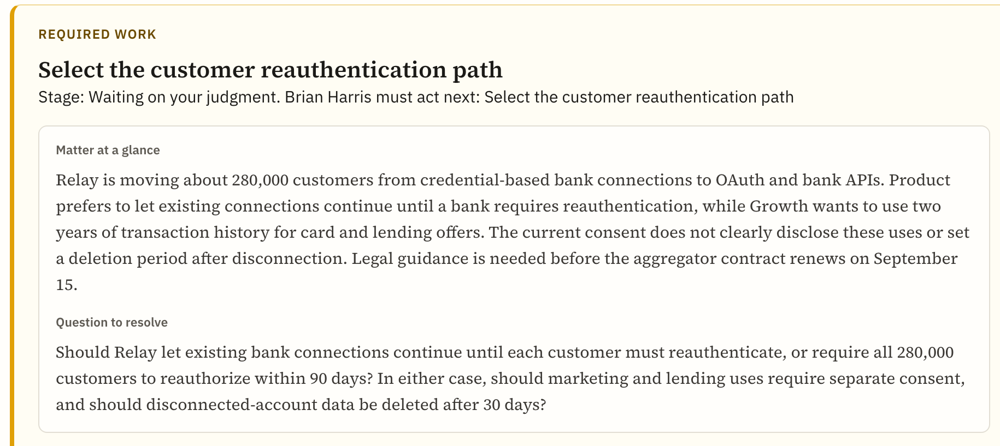 REQUIRED WORK
Select the customer reauthentication path
Stage: Waiting on your judgment. Brian Harris must act next: Select the customer reauthentication path
Matter at a glance
Relay is moving about 280,000 customers from credential-based bank connections to OAuth and bank APIs. Product
prefers to let existing connections continue until a bank requires reauthentication, while Growth wants to use two
years of transaction history for card and lending offers. The current consent does not clearly disclose these uses or set
a deletion period after disconnection. Legal guidance is needed before the aggregator contract renews on September
15.
Question to resolve
Should Relay let existing bank connections continue until each customer must reauthenticate, or require all 280,000
customers to reauthorize within 90 days? In either case, should marketing and lending uses require separate consent,
and should disconnected-account data be deleted after 30 days?